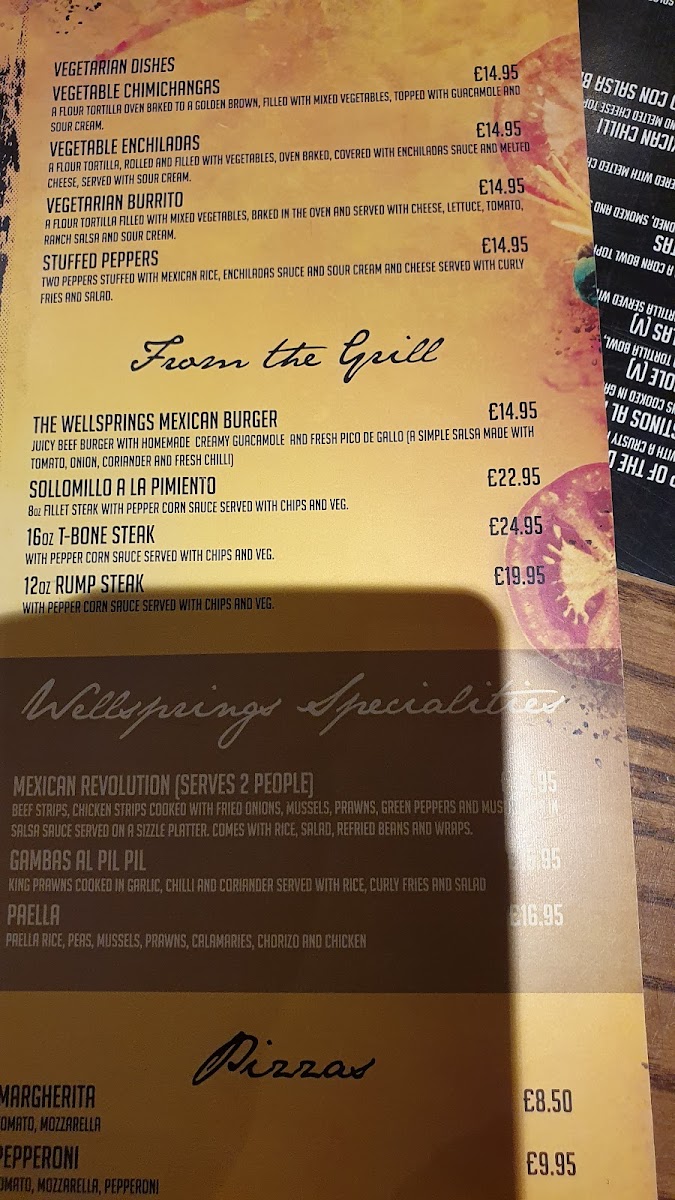 VEGETARIAN DISHES
VEGETABLE CHIMICHANGAS £14.95
A FLOUR TORTILLA OVEN BAKED TO A GOLDEN BROWN, FILLED WITH MIXED VEGETABLES, TOPPED WITH GUACAMOLE AND
SOUR CREAM.
VEGETABLE ENCHILADAS £14.95
A FLOUR TORTILLA, ROLLED AND FILLED WITH VEGETABLES, OVEN BAKED, COVERED WITH ENCHILADAS SAUCE AND MELTED
CHEESE, SERVED WITH SOUR CREAM.
VEGETARIAN BURRITO £14.95
A FLOUR TORTILLA FILLED WITH MIXED VEGETABLES, BAKED IN THE OVEN AND SERVED WITH CHEESE, LETTUCE, TOMATO,
RANCH SALSA AND SOUR CREAM.
STUFFED PEPPERS £14.95
TWO PEPPERS STUFFED WITH MEXICAN RICE, ENCHILADAS SAUCE AND SOUR CREAM AND CHEESE SERVED WITH CURLY
FRIES AND SALAD.
From the Grill
THE WELLSPRINGS MEXICAN BURGER £14.95
JUICY BEEF BURGER WITH HOMEMADE CREAMY GUACAMOLE AND FRESH PICO DE GALLO (A SIMPLE SALSA MADE WITH
TOMATO, ONION, CORIANDER AND FRESH CHILLI)
SOLLOMILLO A LA PIMIENTO £22.95
8oz FILLET STEAK WITH PEPPER CORN SAUCE SERVED WITH CHIPS AND VEG.
16oz T-BONE STEAK £24.95
WITH PEPPER CORN SAUCE SERVED WITH CHIPS AND VEG.
12oz RUMP STEAK £19.95
WITH PEPPER CORN SAUCE SERVED WITH CHIPS AND VEG.
Wellsprings Specialities
MEXICAN REVOLUTION (SERVES 2 PEOPLE)
BEEF STRIPS, CHICKEN STRIPS COOKED WITH FRIED ONIONS, MUSSELS, PRAWNS, GREEN PEPPERS AND IN
SALSA SAUCE SERVED ON A SIZZLE PLATTER. COMES WITH RICE, SALAD, REFRIED BEANS AND WRAPS.
GAMBAS AL PIL PIL
KING PRAWNS COOKED IN GARLIC, CHILLI AND CORIANDER SERVED WITH RICE, CURLY FRIES AND SALAD
PAELLA £16.95
PAELLA RICE, PEAS, MUSSELS, PRAWNS, CALAMARIES, CHORIZO AND CHICKEN
Pizzas
MARGHERITA £8.50
TOMATO, MOZZARELLA
PEPPERONI £9.95
TOMATO, MOZZARELLA, PEPPERONI
CON SALSA
CHILLI